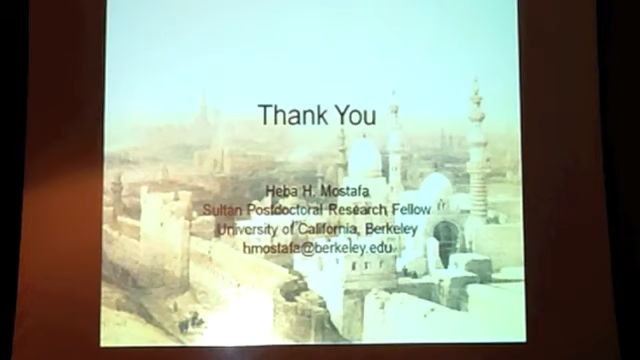 Thank You
Heba H. Mostafa
Sultan Postdoctoral Research Fellow
University of California, Berkeley
hmostafa@berkeley.edu